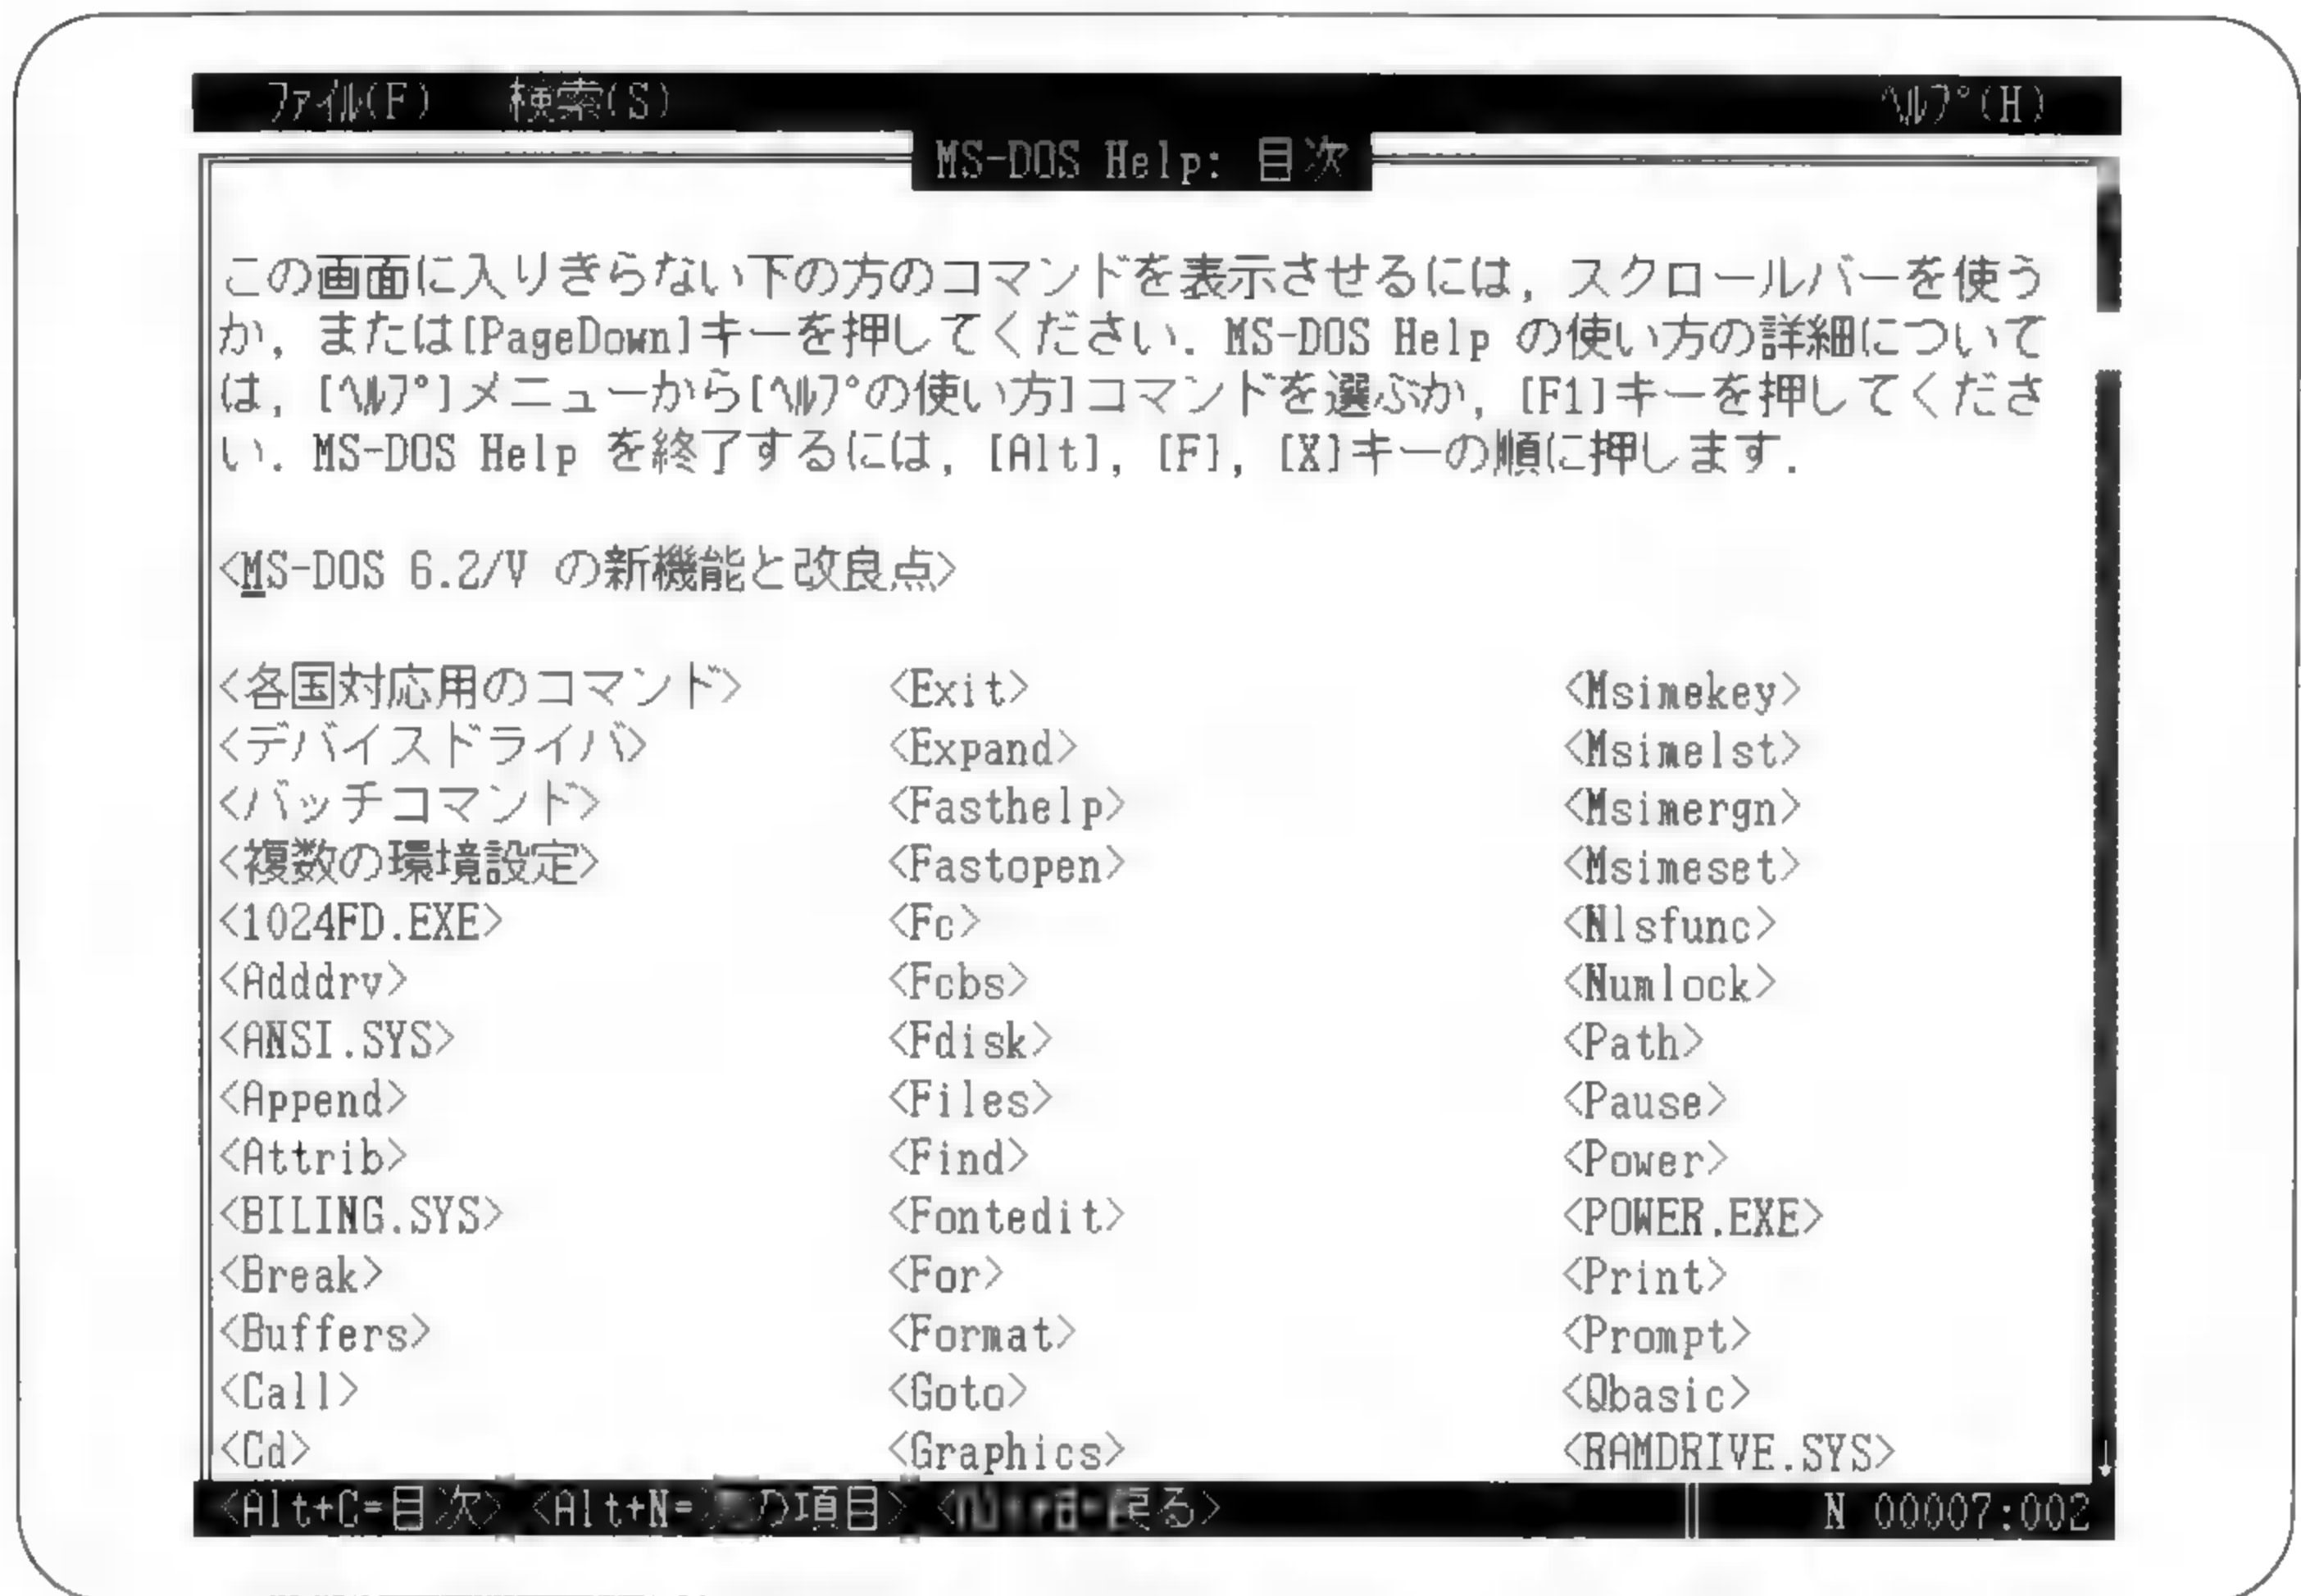 ﾌｧｲﾙ(F) 検索(S) ﾍﾙﾌﾟ(H)
MS-DOS Help: 目次
この画面に入りきらない下の方のコマンドを表示させるには, スクロールバーを使う
か, または[PageDown]キーを押してください. MS-DOS Help の使い方の詳細について
は, [ﾍﾙﾌﾟ]メニューから[ﾍﾙﾌﾟの使い方]コマンドを選ぶか, [F1]キーを押してくださ
い. MS-DOS Help を終了するには, [Alt], [F], [X]キーの順に押します.
<MS-DOS 6.2/V の新機能と改良点>
<各国対応用のコマンド> <Exit> <Msimekey>
<デバイスドライバ> <Expand> <Msimelst>
<バッチコマンド> <Fasthelp> <Msimergn>
<複数の環境設定> <Fastopen> <Msimeset>
<1024FD.EXE> <Fc> <Nlsfunc>
<Adddrv> <Fcbs> <Numlock>
<ANSI.SYS> <Fdisk> <Path>
<Append> <Files> <Pause>
<Attrib> <Find> <Power>
<BILING.SYS> <Fontedit> <POWER.EXE>
<Break> <For> <Print>
<Buffers> <Format> <Prompt>
<Call> <Goto> <Qbasic>
<Cd> <Graphics> <RAMDRIVE.SYS>
<Alt+C=目次> <Alt+N= の項目> 戻る> N 00007:002